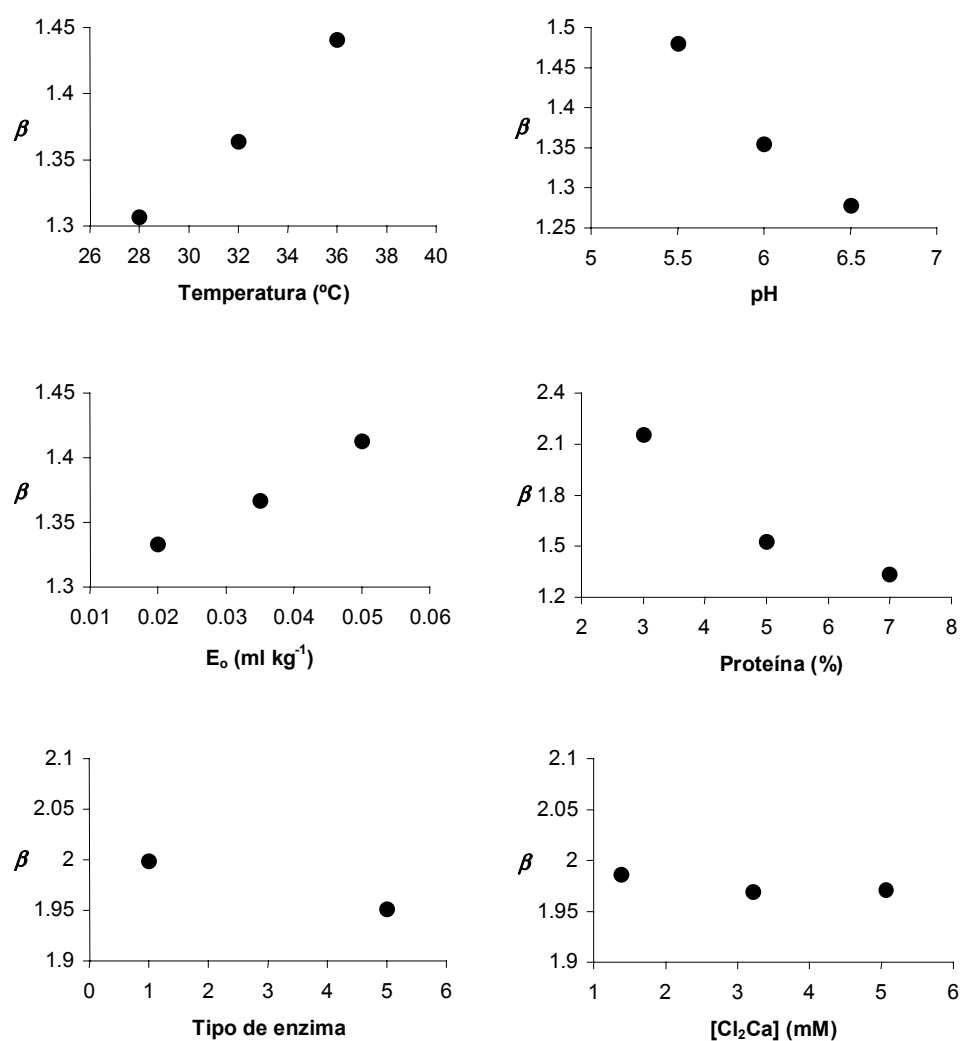 1.45
1.4
β
1.35
1.3
26 28 30 32 34 36 38 40
Temperatura (ºC)
1.5
1.45
1.4
β
1.35
1.3
1.25
5 5.5 6 6.5 7
pH
1.45
1.4
β
1.35
1.3
0.01 0.02 0.03 0.04 0.05 0.06
Eₒ (ml kg⁻¹)
2.4
2.1
β
1.8
1.5
1.2
2 3 4 5 6 7 8
Proteína (%)
2.1
2.05
β
2
1.95
1.9
0 1 2 3 4 5 6
Tipo de enzima
2.1
2.05
β
2
1.95
1.9
1 2 3 4 5 6
[Cl₂Ca] (mM)